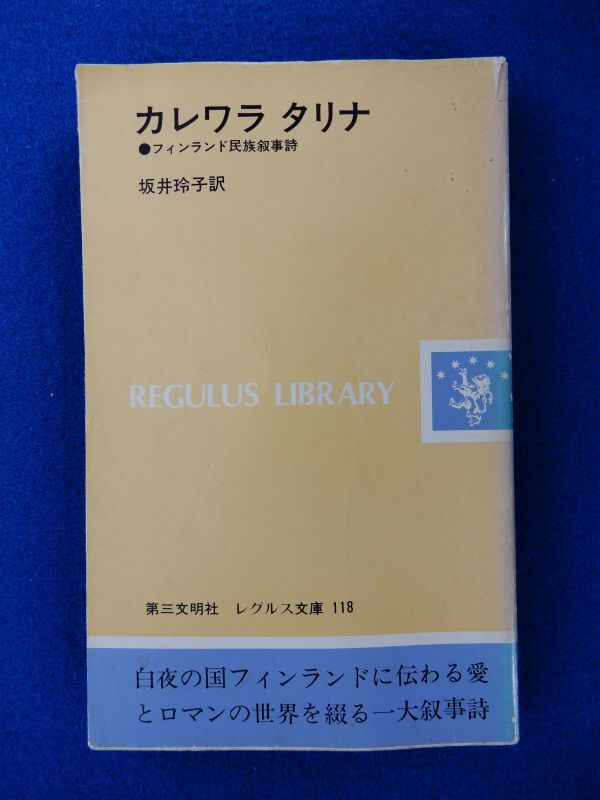 カレワラ タリナ
●フィンランド民族叙事詩
坂井玲子訳
REGULUS LIBRARY
第三文明社 レグルス文庫 118
白夜の国フィンランドに伝わる愛
とロマンの世界を綴る一大叙事詩